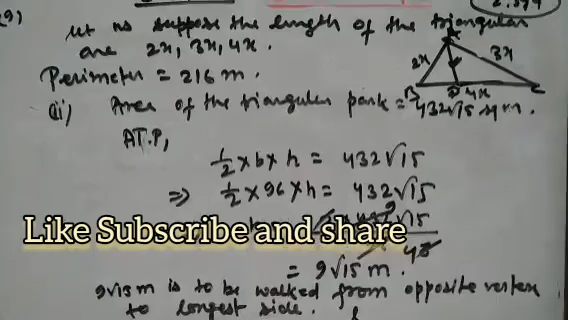 (9) Let us suppose the length of the triangular
are 2x, 3x, 4x.
Perimeter = 216 m.
(ii) Area of the triangular park = 432√15 sq m.
A.T.P,
1/2 × b × h = 432√15
⇒ 1/2 × 96 × h = 432√15
Like Subscribe and share
= 9√15 m.
9√15 m is to be walked from opposite vertex
to longest side.
2x
3x
B
D
C
4x